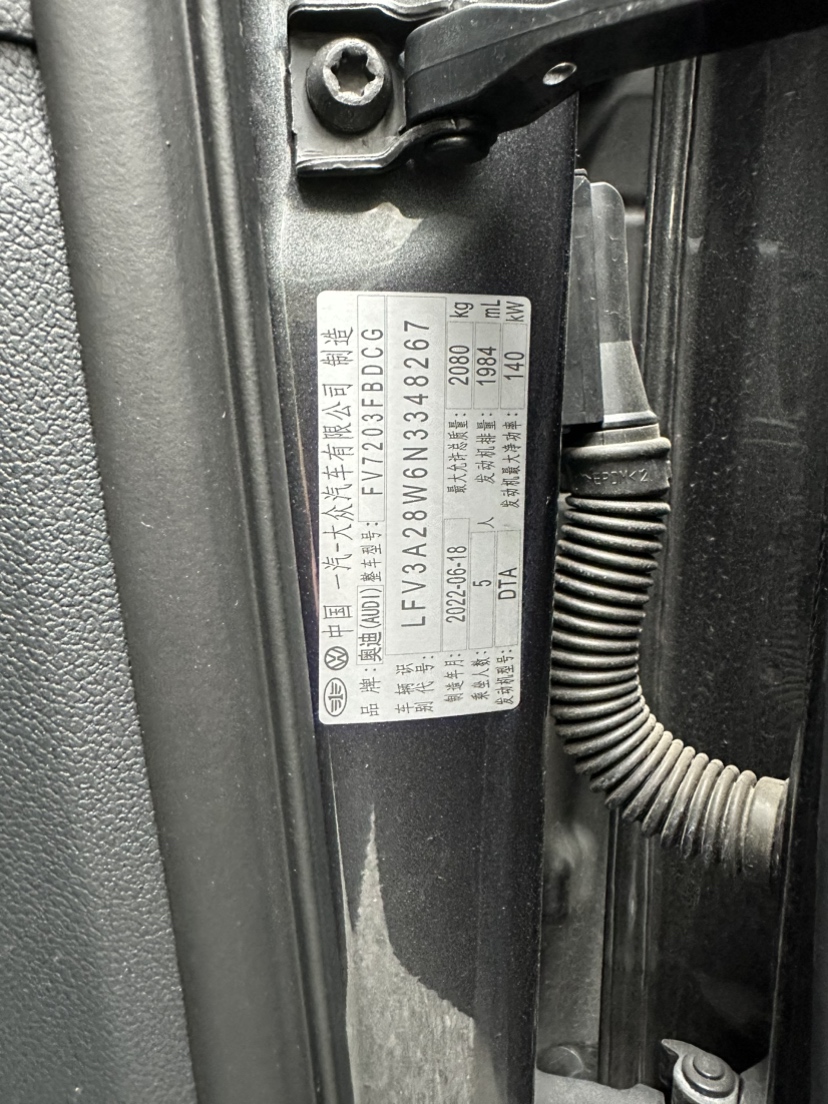 中国 一汽-大众汽车有限公司 制造
品 牌: 奥迪(AUDI) 整车型号: FV7203FBDCG
车辆识别代号: LFV3A28W6N3348267
制造年月: 2022-06-18 最大允许总质量: 2080 kg
乘坐人数: 5 人 发动机排量: 1984 mL
发动机型号: DTA 发动机最大净功率: 140 kW
>EPDM<2